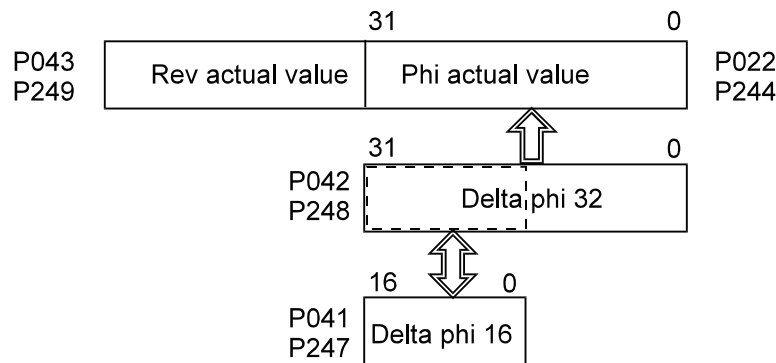 31 0
P043 Rev actual value Phi actual value P022
P249 P244
31 0
P042 Delta phi 32
P248
16 0
P041 Delta phi 16
P247